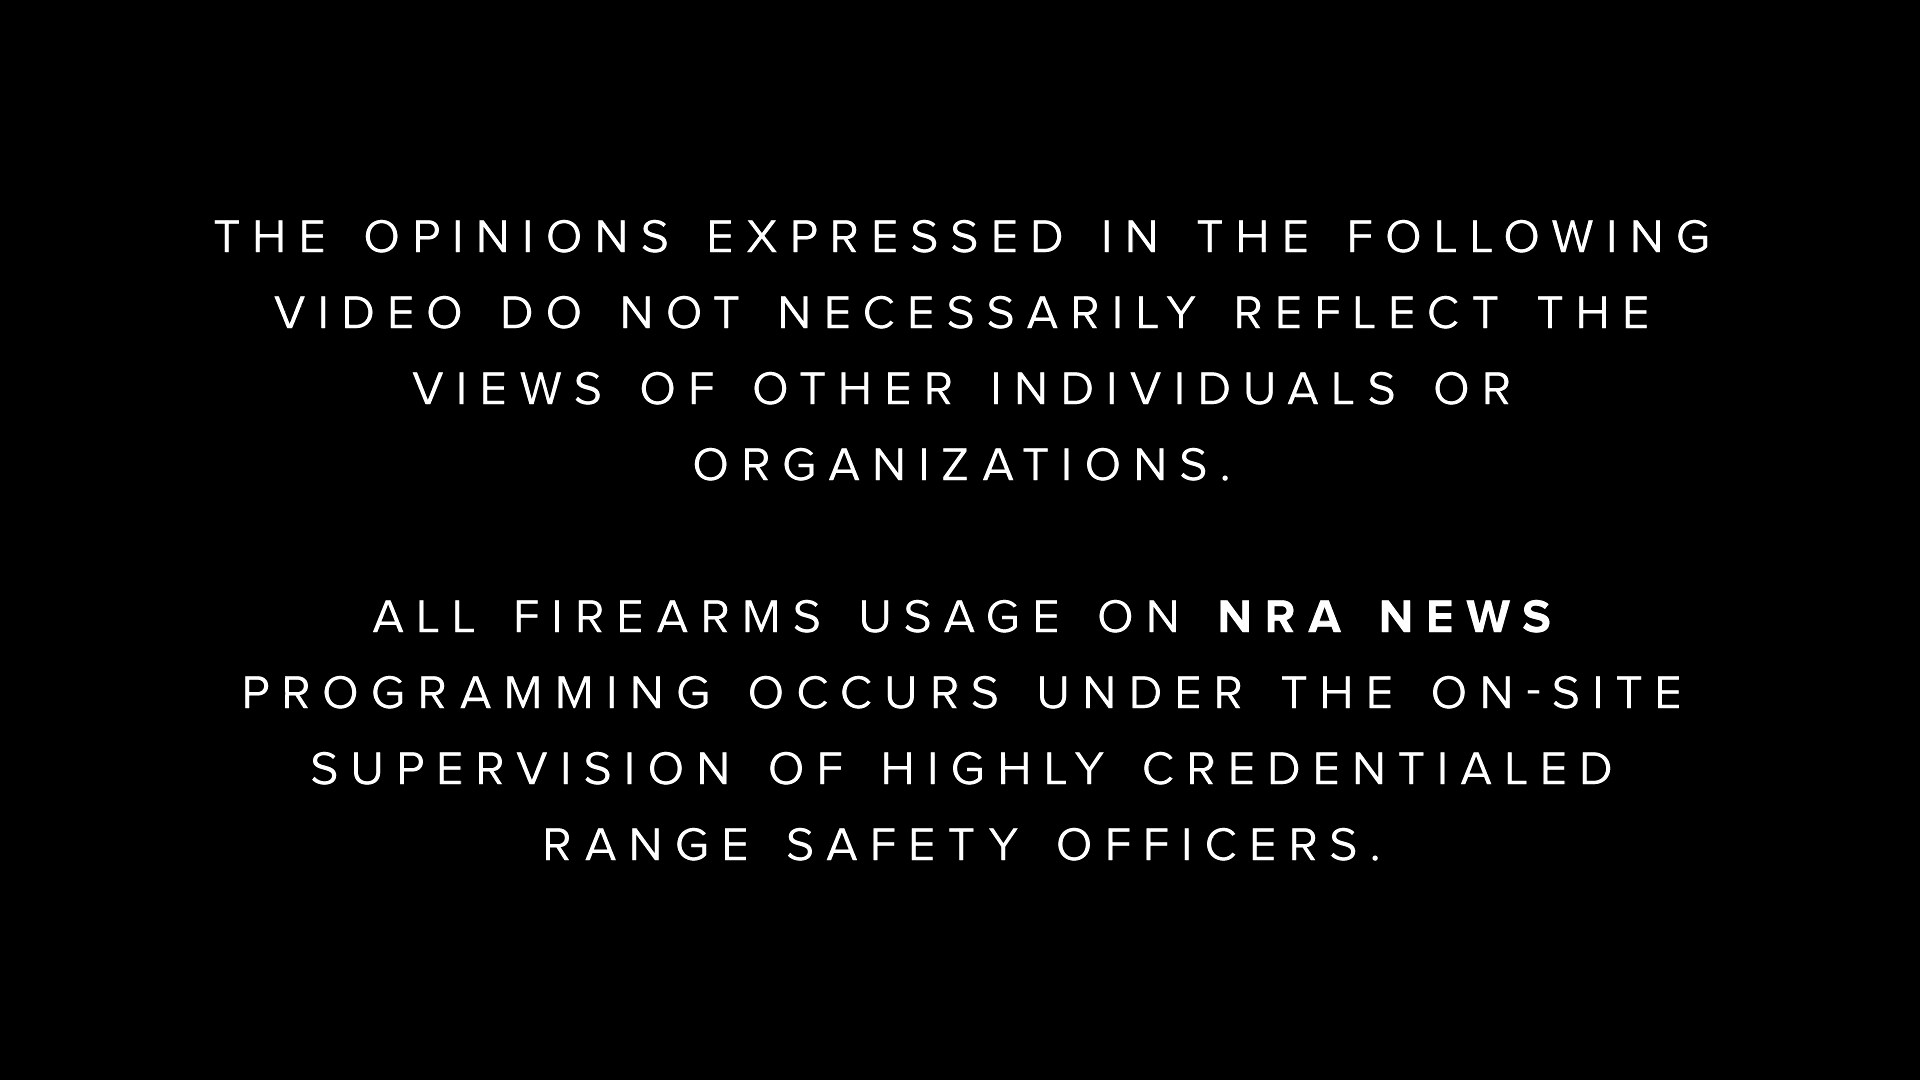 THE OPINIONS EXPRESSED IN THE FOLLOWING
VIDEO DO NOT NECESSARILY REFLECT THE
VIEWS OF OTHER INDIVIDUALS OR
ORGANIZATIONS.
ALL FIREARMS USAGE ON NRA NEWS
PROGRAMMING OCCURS UNDER THE ON-SITE
SUPERVISION OF HIGHLY CREDENTIALED
RANGE SAFETY OFFICERS.